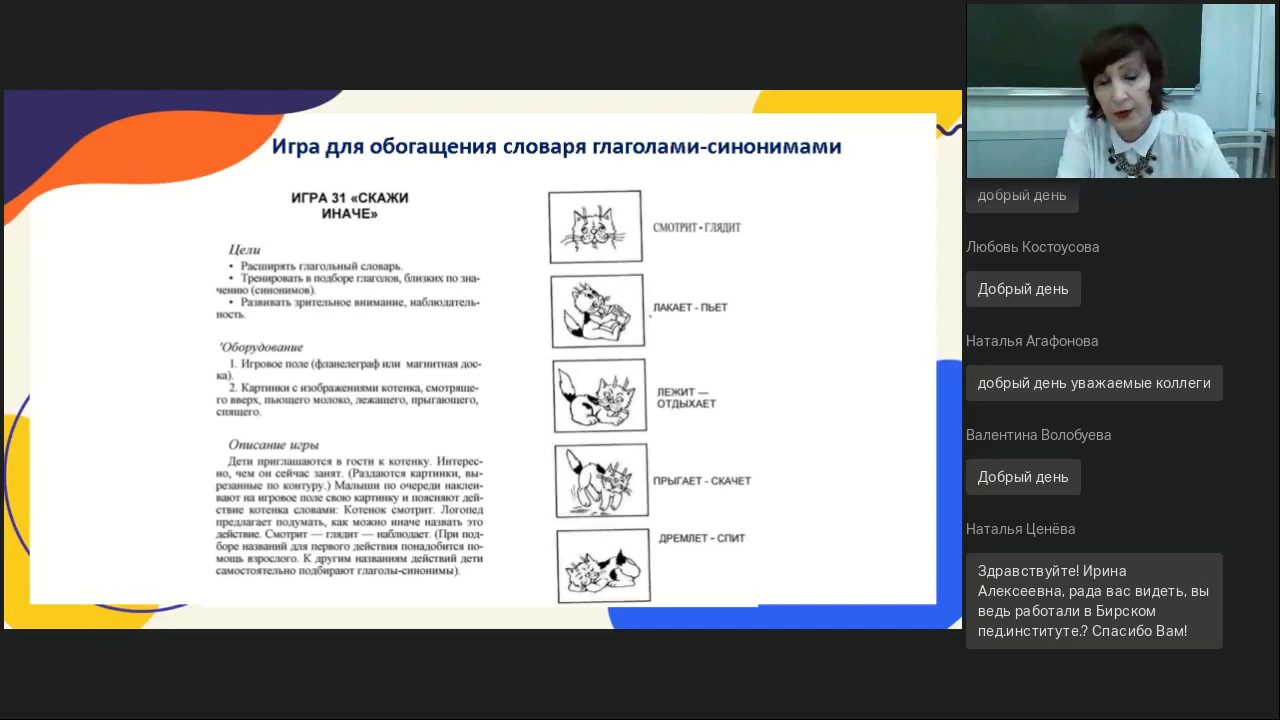 Игра для обогащения словаря глаголами-синонимами
ИГРА 31 «СКАЖИ
ИНАЧЕ»
Цели
• Расширять глагольный словарь.
• Тренировать в подборе глаголов, близких по зна-
чению (синонимов).
• Развивать зрительное внимание, наблюдатель-
ность.
'Оборудование
1. Игровое поле (фланелеграф или магнитная дос-
ка).
2. Картинки с изображениями котенка, смотряще-
го вверх, пьющего молоко, лежащего, прыгающего,
спящего.
Описание игры
Дети приглашаются в гости к котенку. Интерес-
но, чем он сейчас занят. (Раздаются картинки, вы-
резанные по контуру.) Малыши по очереди наклеи-
вают на игровое поле свою картинку и поясняют дей-
ствие котенка словами: Котенок смотрит. Логопед
предлагает подумать, как можно иначе назвать это
действие. Смотрит — глядит — наблюдает. (При под-
боре названий для первого действия понадобится по-
мощь взрослого. К другим названиям действий дети
самостоятельно подбирают глаголы-синонимы).
СМОТРИТ - ГЛЯДИТ
ЛАКАЕТ - ПЬЕТ
ЛЕЖИТ —
ОТДЫХАЕТ
ПРЫГАЕТ - СКАЧЕТ
ДРЕМЛЕТ - СПИТ
добрый день
Любовь Костоусова
Добрый день
Наталья Агафонова
добрый день уважаемые коллеги
Валентина Волобуева
Добрый день
Наталья Ценёва
Здравствуйте! Ирина
Алексеевна, рада вас видеть, вы
ведь работали в Бирском
пед.институте.? Спасибо Вам!